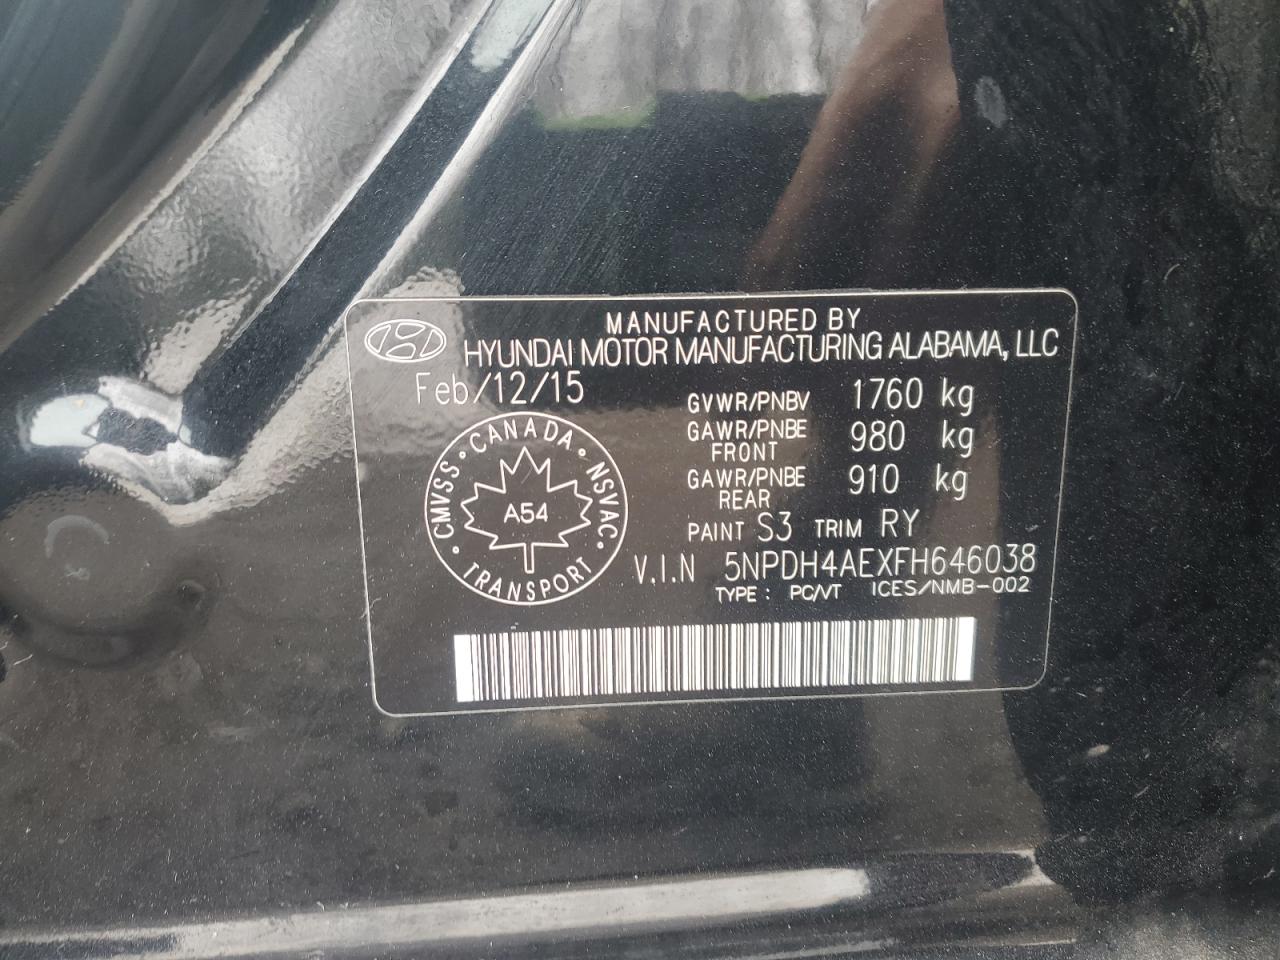 MANUFACTURED BY
HYUNDAI MOTOR MANUFACTURING ALABAMA, LLC
Feb/12/15
GVWR/PNBV 1760 kg
GAWR/PNBE FRONT 980 kg
GAWR/PNBE REAR 910 kg
PAINT S3 TRIM RY
V.I.N 5NPDH4AEXFH646038
TYPE: PC/VT ICES/NMB-002
CMVSS · CANADA · NSVAC · TRANSPORT ·
A54